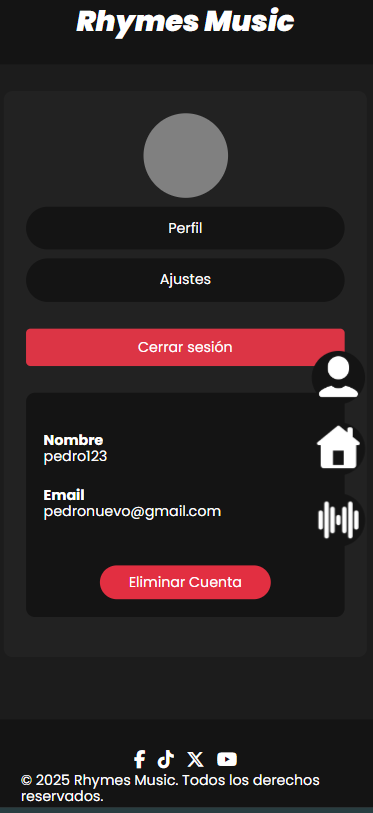 Rhymes Music
Perfil
Ajustes
Cerrar sesión
Nombre
pedro123
Email
pedronuevo@gmail.com
Eliminar Cuenta
© 2025 Rhymes Music. Todos los derechos
reservados.